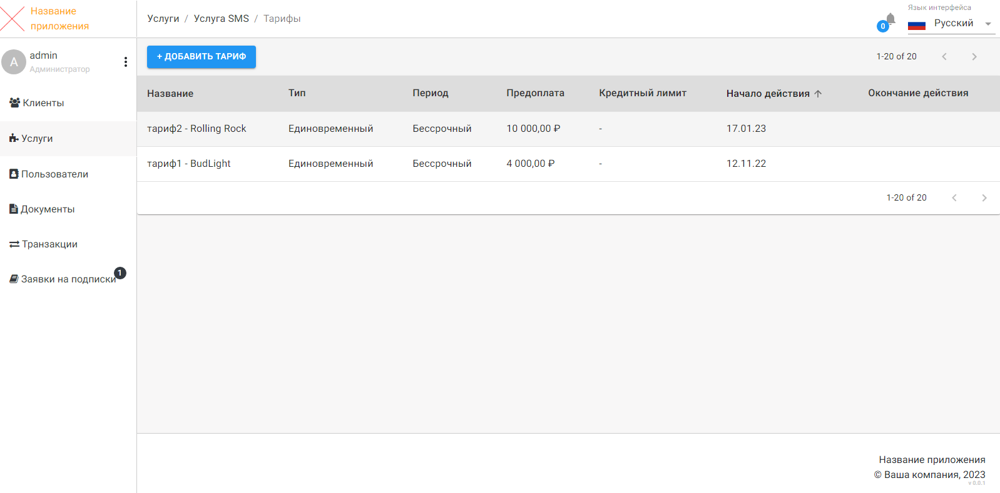 Название
приложения
Услуги / Услуга SMS / Тарифы
0
Язык интерфейса
Русский
A
admin
Администратор
Клиенты
Услуги
Пользователи
Документы
Транзакции
Заявки на подписки
1
+ ДОБАВИТЬ ТАРИФ
1-20 of 20
Название Тип Период Предоплата Кредитный лимит Начало действия Окончание действия
тариф2 - Rolling Rock Единовременный Бессрочный 10 000,00 ₽ - 17.01.23
тариф1 - BudLight Единовременный Бессрочный 4 000,00 ₽ - 12.11.22
1-20 of 20
Название приложения
© Ваша компания, 2023
v 0.0.1